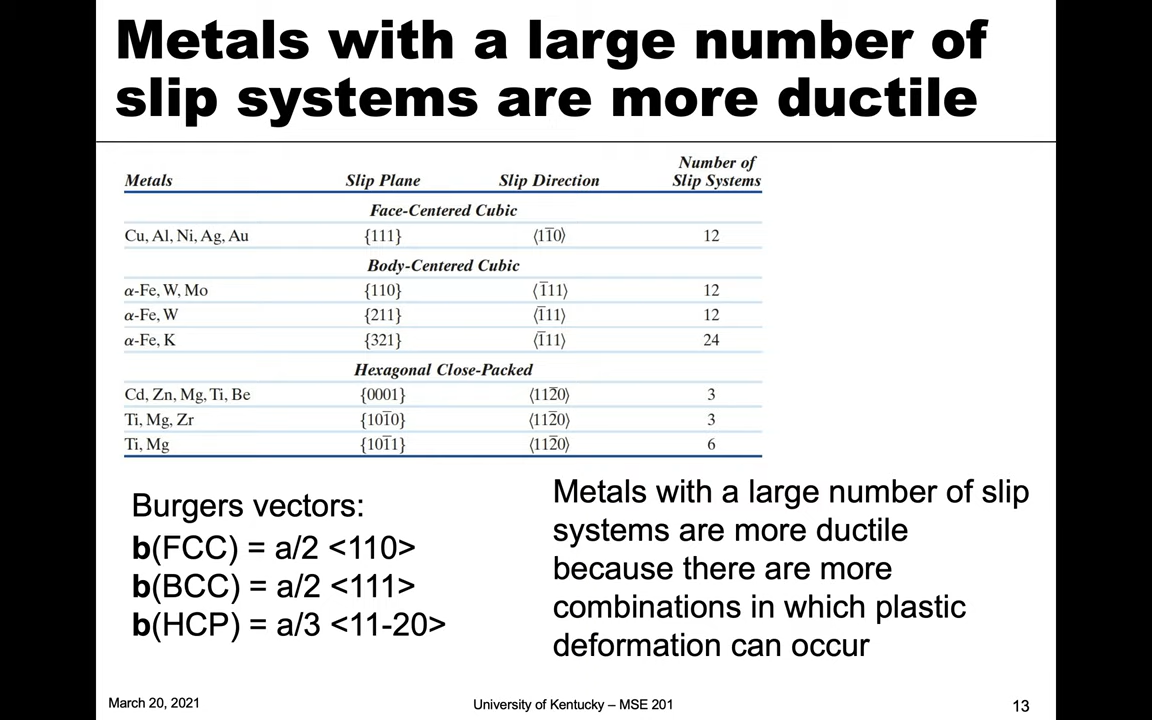 Metals with a large number of
slip systems are more ductile
Number of
Metals Slip Plane Slip Direction Slip Systems
Face-Centered Cubic
Cu, Al, Ni, Ag, Au {111} ⟨11̅0⟩ 12
Body-Centered Cubic
α-Fe, W, Mo {110} ⟨1̅11⟩ 12
α-Fe, W {211} ⟨1̅11⟩ 12
α-Fe, K {321} ⟨1̅11⟩ 24
Hexagonal Close-Packed
Cd, Zn, Mg, Ti, Be {0001} ⟨112̅0⟩ 3
Ti, Mg, Zr {101̅0} ⟨112̅0⟩ 3
Ti, Mg {101̅1} ⟨112̅0⟩ 6
Burgers vectors:
b(FCC) = a/2 <110>
b(BCC) = a/2 <111>
b(HCP) = a/3 <11-20>
Metals with a large number of slip
systems are more ductile
because there are more
combinations in which plastic
deformation can occur
March 20, 2021 University of Kentucky – MSE 201 13